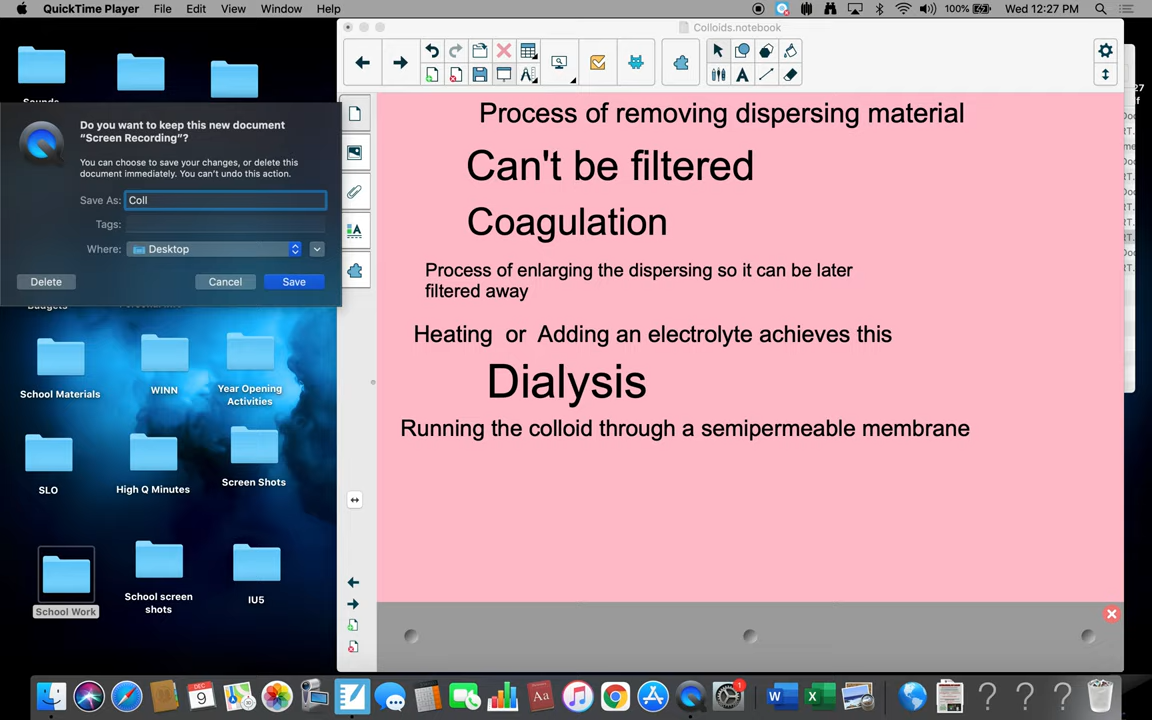 QuickTime Player File Edit View Window Help 100% Wed 12:27 PM
Colloids.notebook
Do you want to keep this new document
“Screen Recording”?
You can choose to save your changes, or delete this
document immediately. You can't undo this action.
Save As: Coll
Tags:
Where: Desktop
Delete Cancel Save
Process of removing dispersing material
Can't be filtered
Coagulation
Process of enlarging the dispersing so it can be later
filtered away
Heating or Adding an electrolyte achieves this
Dialysis
Running the colloid through a semipermeable membrane
School Materials
WINN
Year Opening
Activities
SLO
High Q Minutes
Screen Shots
School Work
School screen
shots
IU5
DEC
9
1